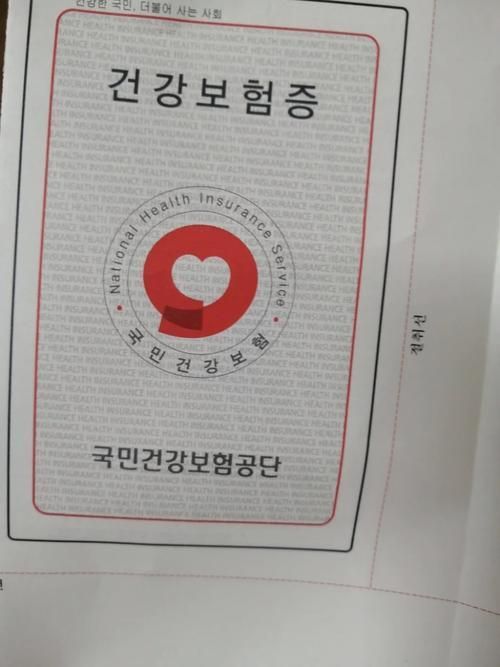 건강한 국민, 더불어 사는 사회
건강보험증
National Health Insurance Service
국민건강보험
국민건강보험공단
절취선
HEALTH INSURANCE